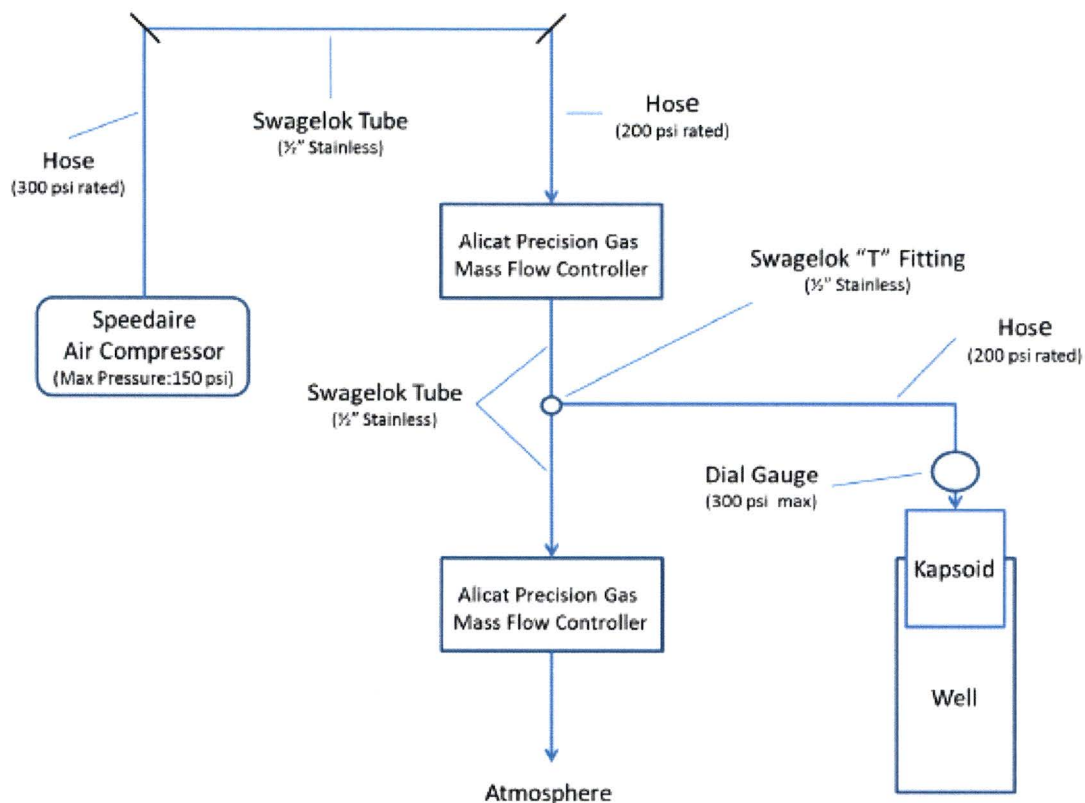 Hose
(300 psi rated)
Swagelok Tube
(½” Stainless)
Hose
(200 psi rated)
Speedaire
Air Compressor
(Max Pressure:150 psi)
Alicat Precision Gas
Mass Flow Controller
Swagelok “T” Fitting
(½” Stainless)
Hose
(200 psi rated)
Swagelok Tube
(½” Stainless)
Dial Gauge
(300 psi max)
Kapsoid
Well
Alicat Precision Gas
Mass Flow Controller
Atmosphere